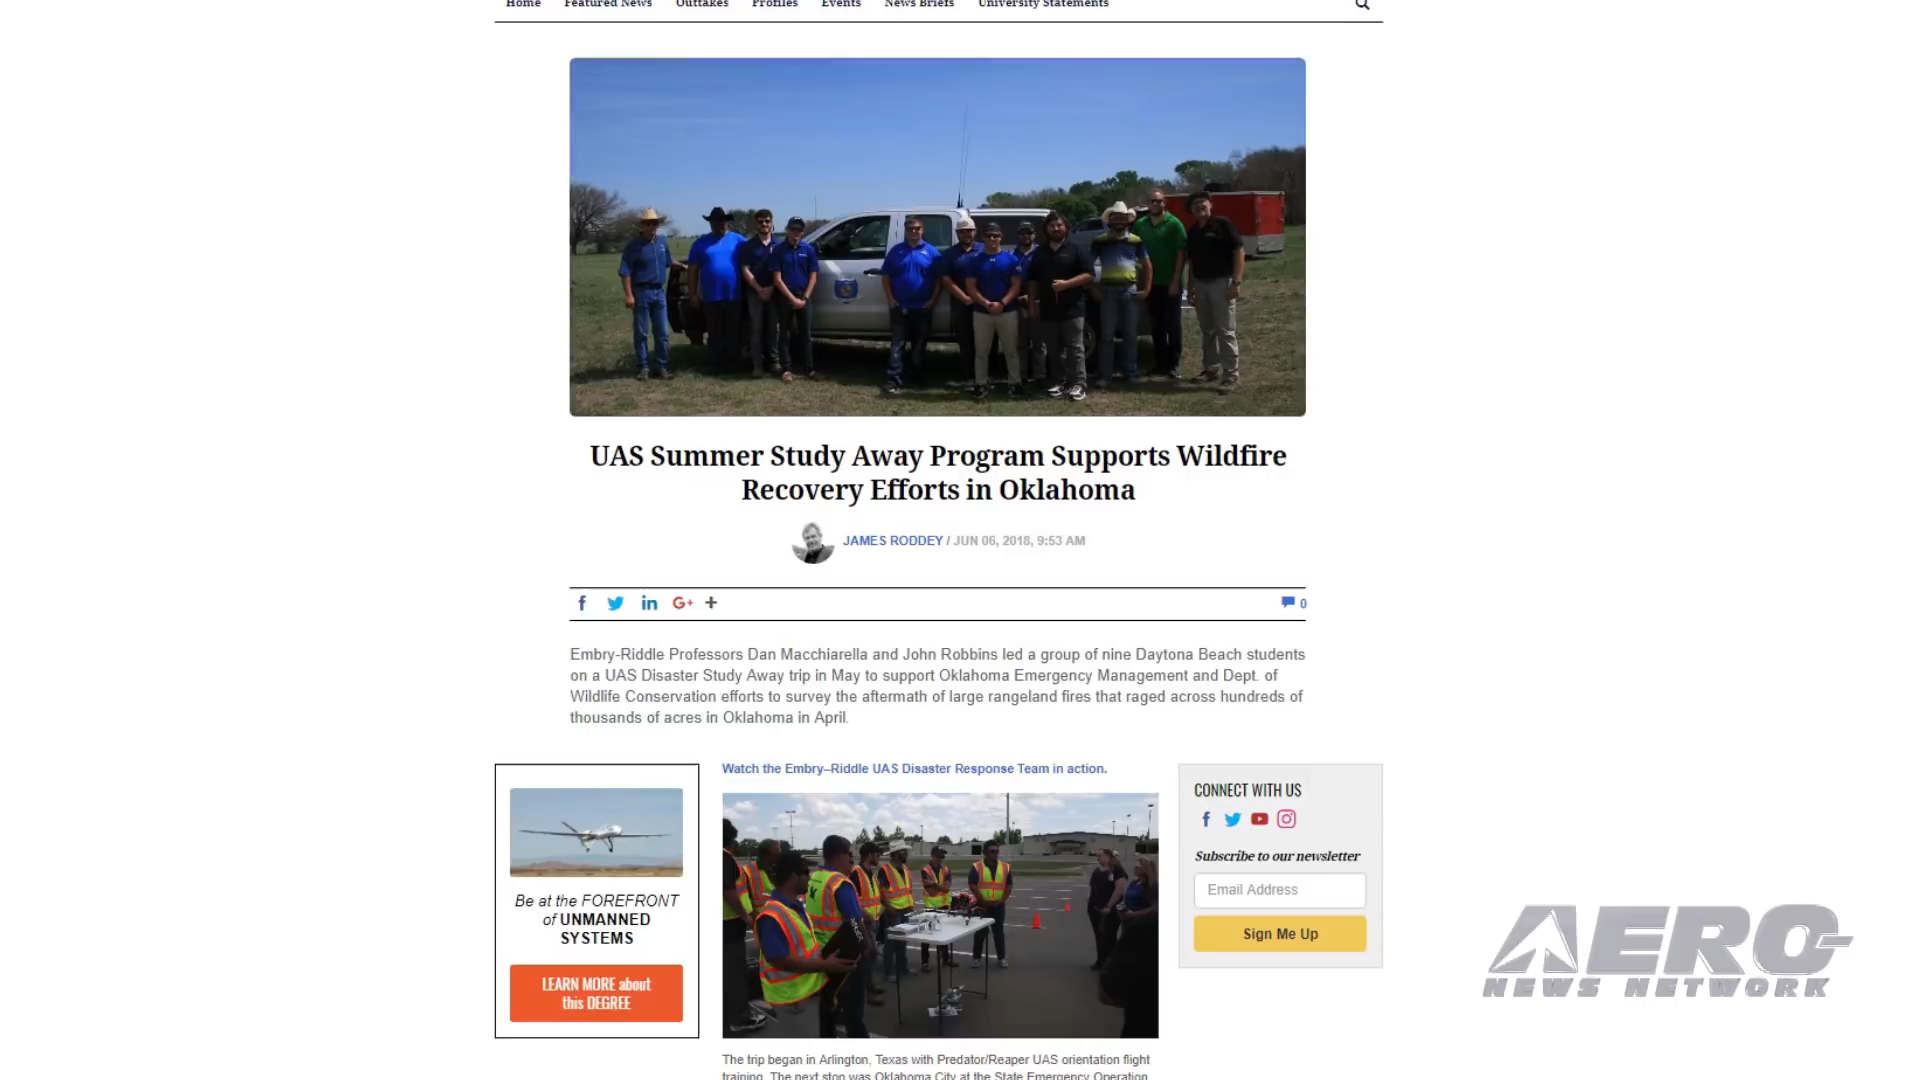 Home Featured News Outtakes Profiles Events News Briefs University Statements
UAS Summer Study Away Program Supports Wildfire
Recovery Efforts in Oklahoma
JAMES RODDEY / JUN 06, 2018, 9:53 AM
f in G+ + 0
Embry-Riddle Professors Dan Macchiarella and John Robbins led a group of nine Daytona Beach students
on a UAS Disaster Study Away trip in May to support Oklahoma Emergency Management and Dept. of
Wildlife Conservation efforts to survey the aftermath of large rangeland fires that raged across hundreds of
thousands of acres in Oklahoma in April.
Be at the FOREFRONT
of UNMANNED
SYSTEMS
LEARN MORE about
this DEGREE
Watch the Embry–Riddle UAS Disaster Response Team in action.
The trip began in Arlington, Texas with Predator/Reaper UAS orientation flight
training. The next stop was Oklahoma City at the State Emergency Operation
CONNECT WITH US
f
Subscribe to our newsletter
Email Address
Sign Me Up
AERO-
NEWS NETWORK